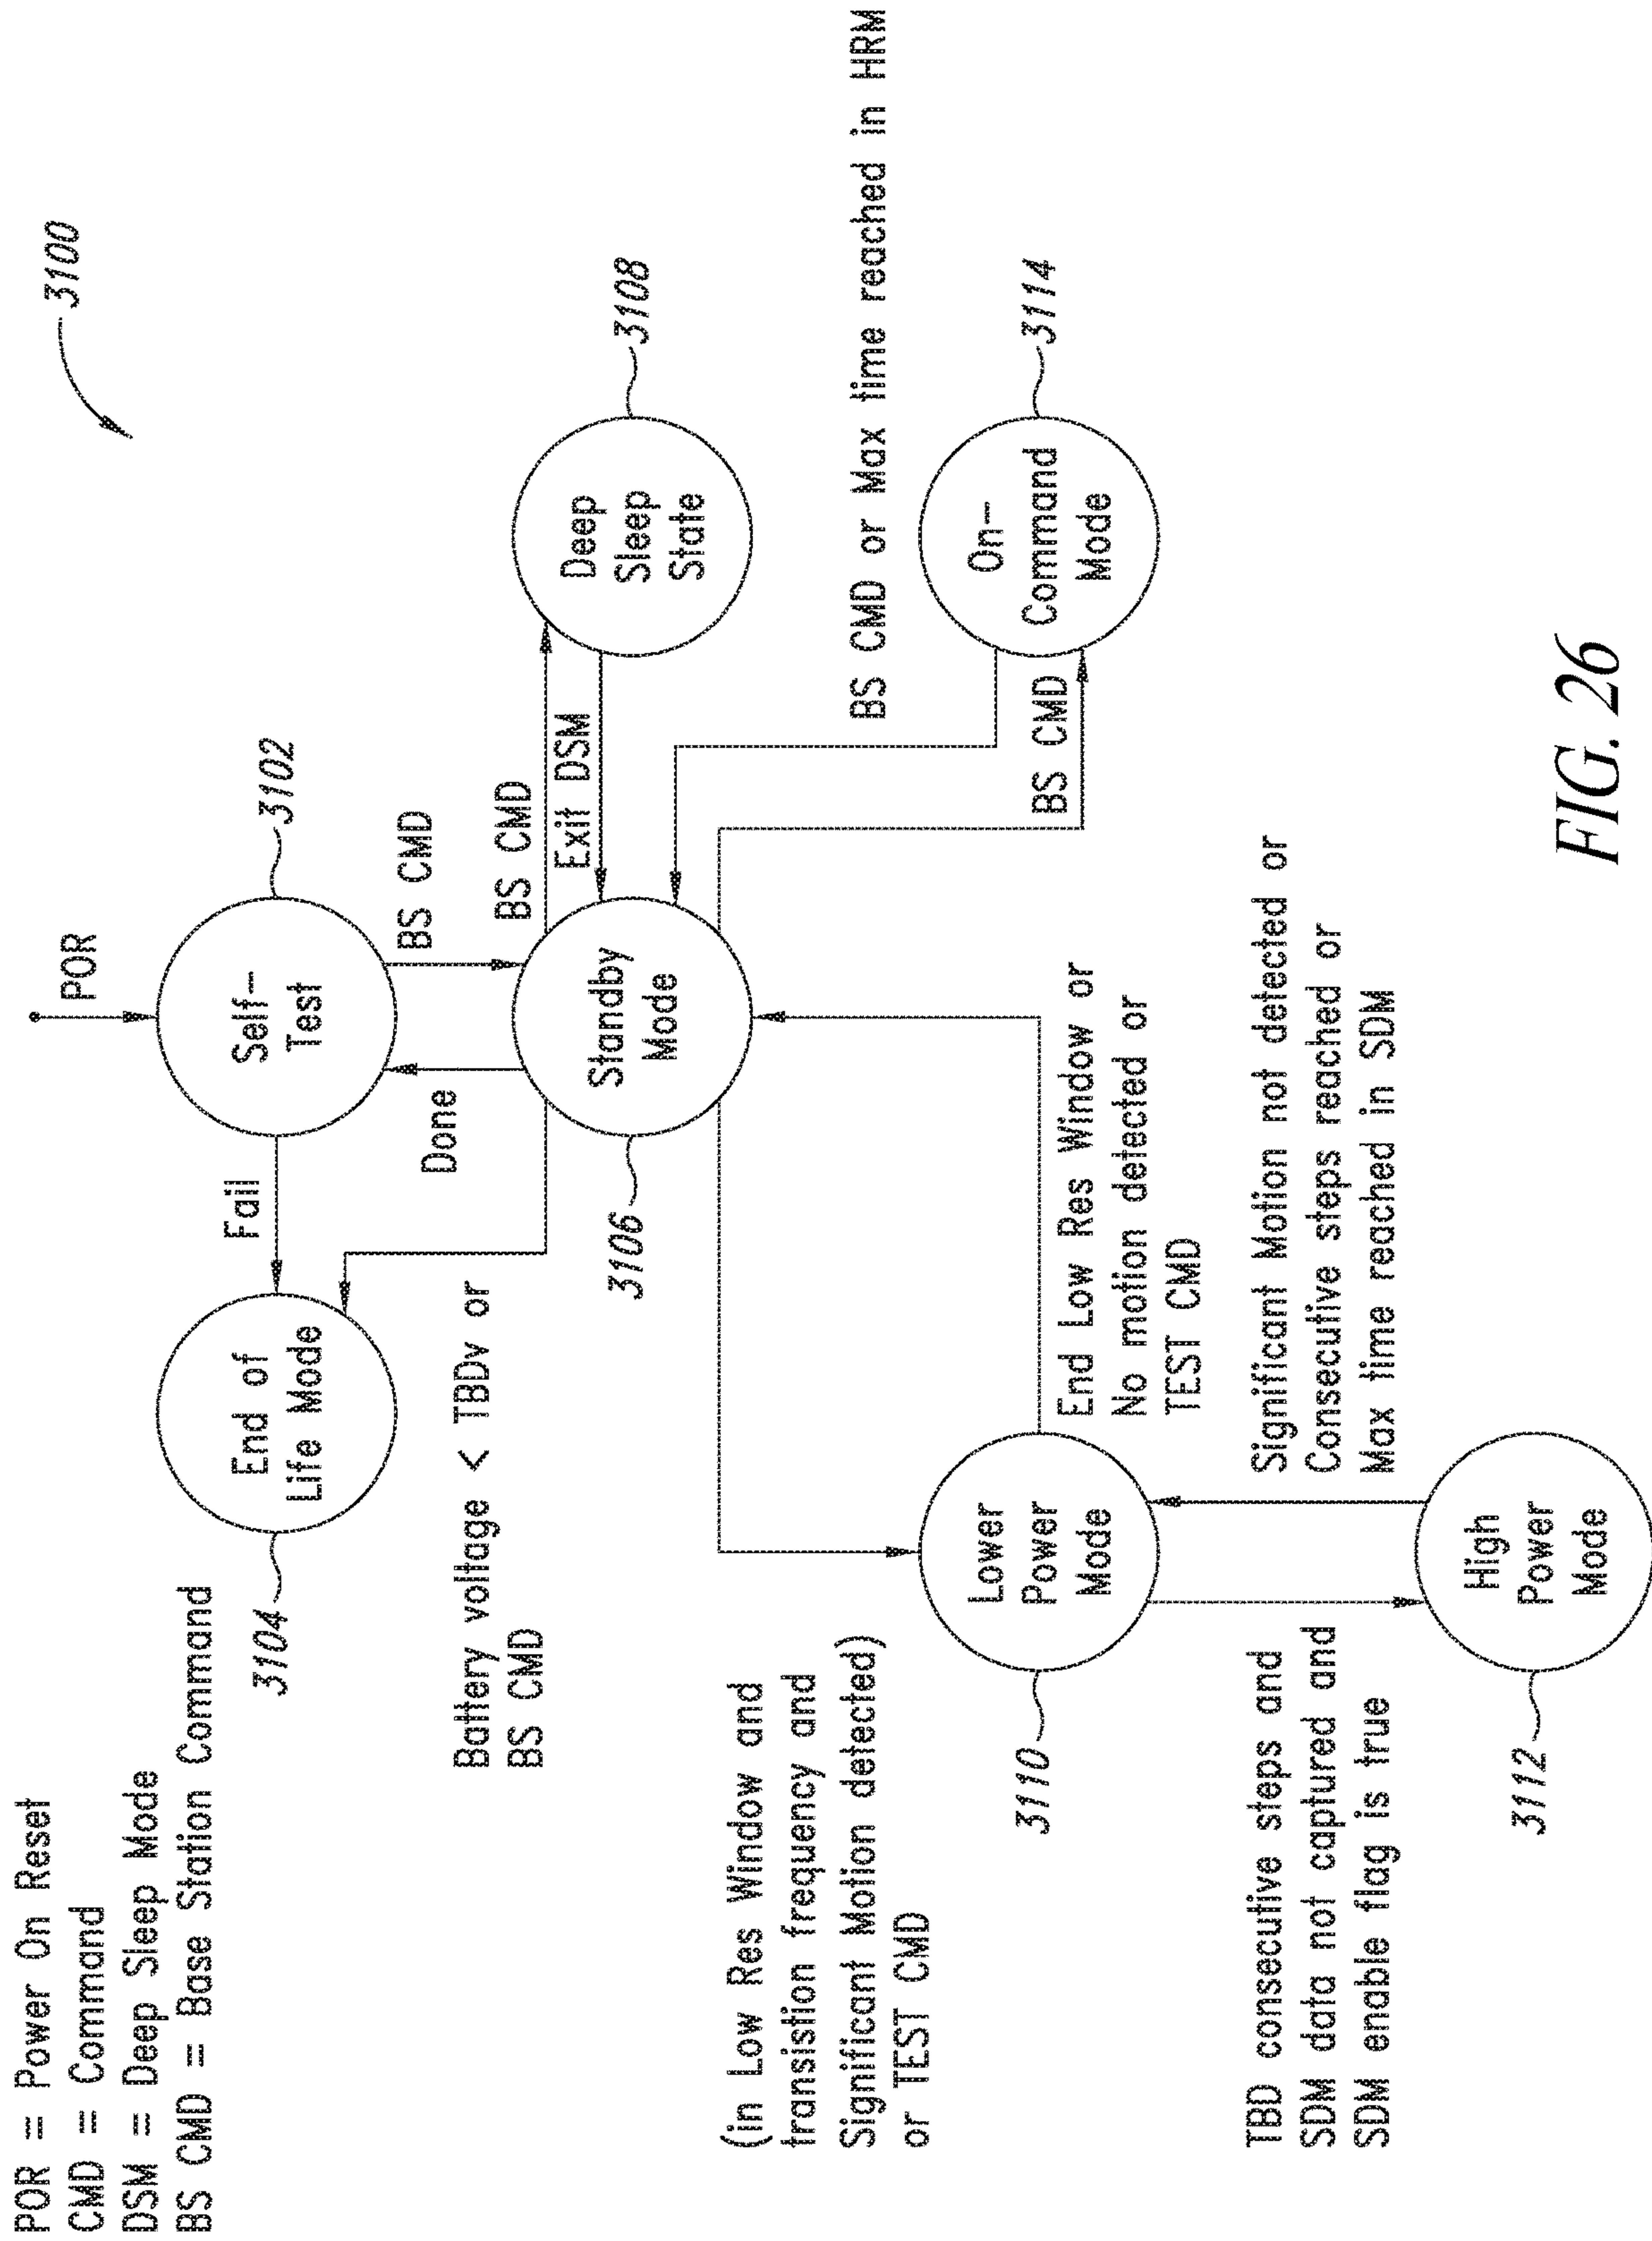 POR = Power On Reset
CMD = Command
DSM = Deep Sleep Mode
BS CMD = Base Station Command
3100
POR
Self-
Test
3102
Fail
End of
Life Mode
3104
Done
BS CMD
Battery voltage < TBDv or
BS CMD
BS CMD
Exit DSM
Deep
Sleep
State
3108
Standby
Mode
3106
BS CMD or Max time reached in HRM
(in Low Res Window and
transistion frequency and
Significant Motion detected)
or TEST CMD
Lower
Power
Mode
3110
End Low Res Window or
No motion detected or
TEST CMD
BS CMD
On-
Command
Mode
3114
TBD consecutive steps and
SDM data not captured and
SDM enable flag is true
Significant Motion not detected or
Consecutive steps reached or
Max time reached in SDM
High
Power
Mode
3112
FIG. 26